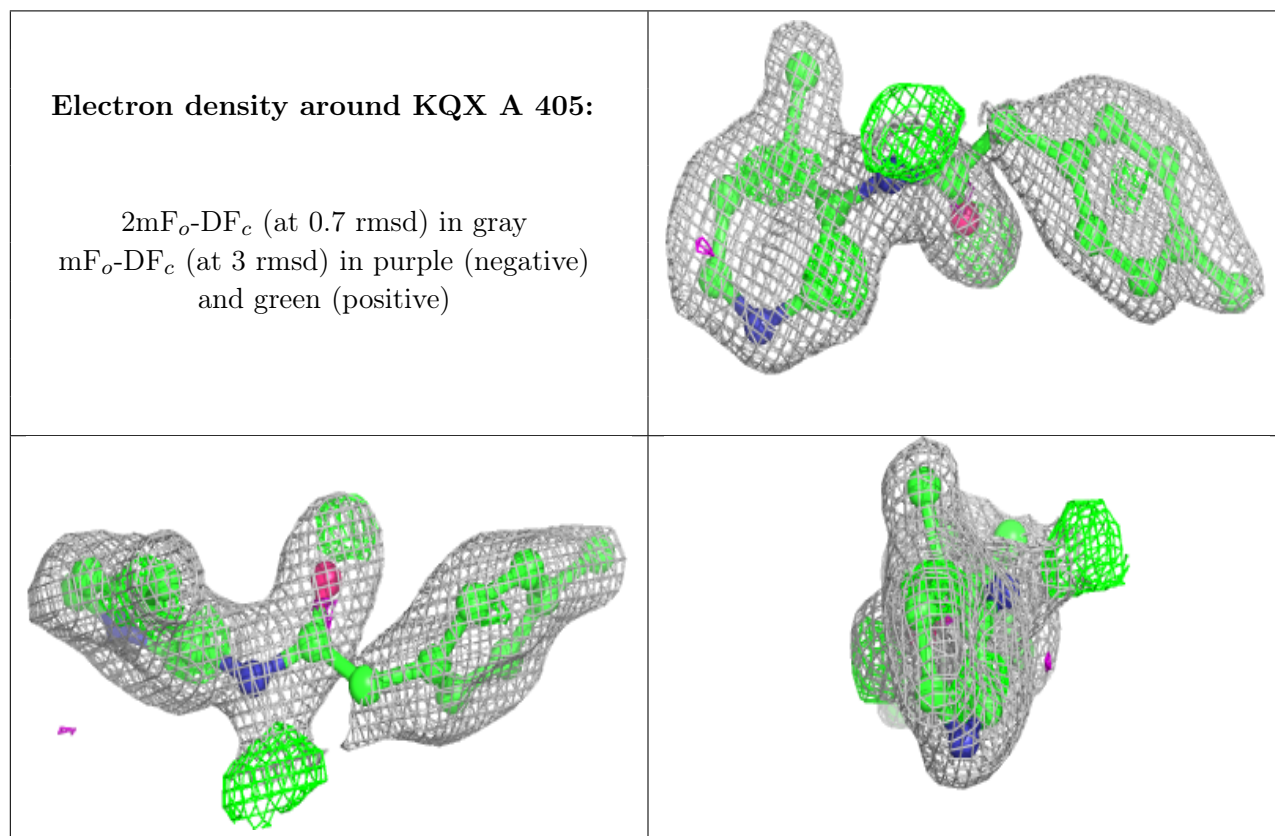 Electron density around KQX A 405:
2mFₒ-DF𝒸 (at 0.7 rmsd) in gray
mFₒ-DF𝒸 (at 3 rmsd) in purple (negative)
and green (positive)